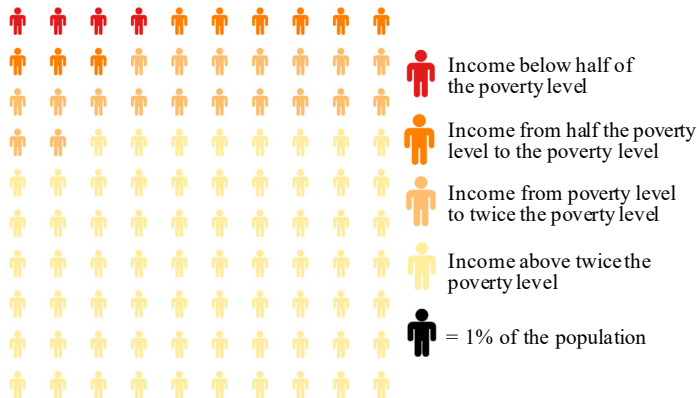 Income below half of
the poverty level
Income from half the poverty
level to the poverty level
Income from poverty level
to twice the poverty level
Income above twice the
poverty level
= 1% of the population